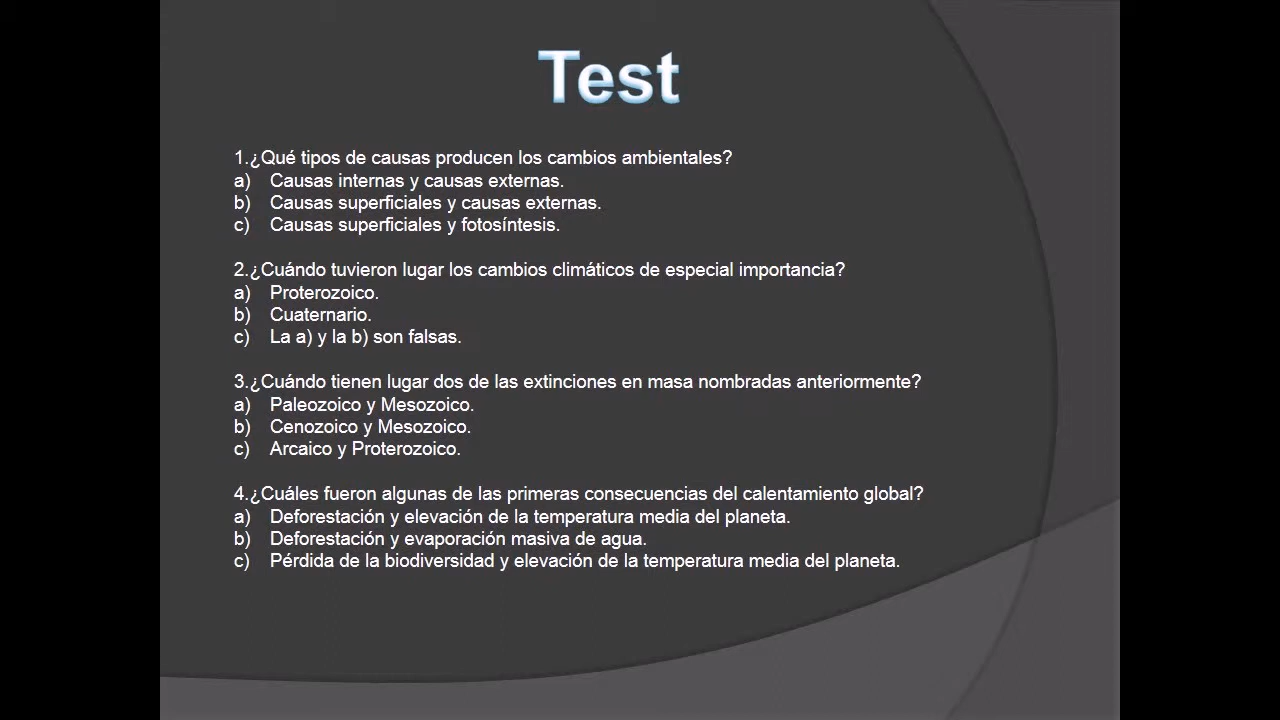 Test
1.¿Qué tipos de causas producen los cambios ambientales?
a) Causas internas y causas externas.
b) Causas superficiales y causas externas.
c) Causas superficiales y fotosíntesis.
2.¿Cuándo tuvieron lugar los cambios climáticos de especial importancia?
a) Proterozoico.
b) Cuaternario.
c) La a) y la b) son falsas.
3.¿Cuándo tienen lugar dos de las extinciones en masa nombradas anteriormente?
a) Paleozoico y Mesozoico.
b) Cenozoico y Mesozoico.
c) Arcaico y Proterozoico.
4.¿Cuáles fueron algunas de las primeras consecuencias del calentamiento global?
a) Deforestación y elevación de la temperatura media del planeta.
b) Deforestación y evaporación masiva de agua.
c) Pérdida de la biodiversidad y elevación de la temperatura media del planeta.